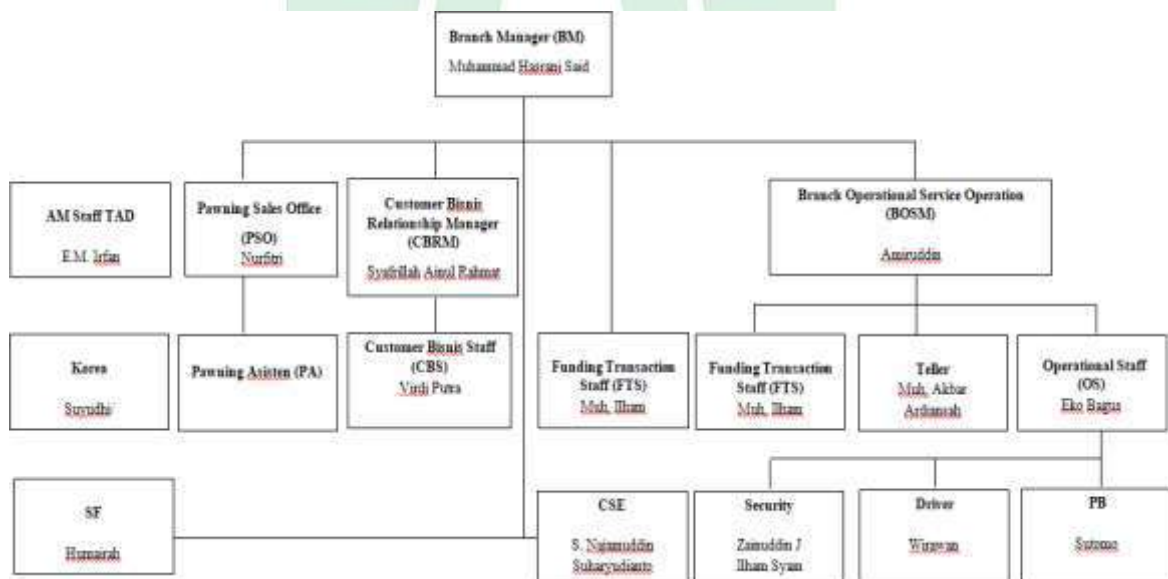 Branch Manager (BM)
Muhammad Hasrani Said
AM Staff TAD
E.M. Irfan
Pawning Sales Office
(PSO)
Nurfitri
Customer Bisnis
Relationship Manager
(CBRM)
Syafrillah Ainul Rahmat
Branch Operational Service Operation
(BOSM)
Amiruddin
Korea
Suyudhi/
Pawning Asisten (PA)
Customer Bisnis Staff
(CBS)
Virdi Putra
Funding Transaction
Staff (FTS)
Muh, Ilham
Funding Transaction
Staff (FTS)
Muh, Ilham
Teller
Muh, Akbar
Ardiansah
Operational Staff
(OS)
Eko Bagus
SF
Humairah
CSE
S. Najamuddin
Suharyudianto
Security
Zainuddin J
Ilham Syam
Driver
Wirawan
PB
Sutomo